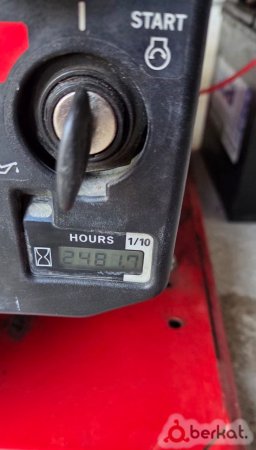 START
HOURS 1/10
24817
berkat.